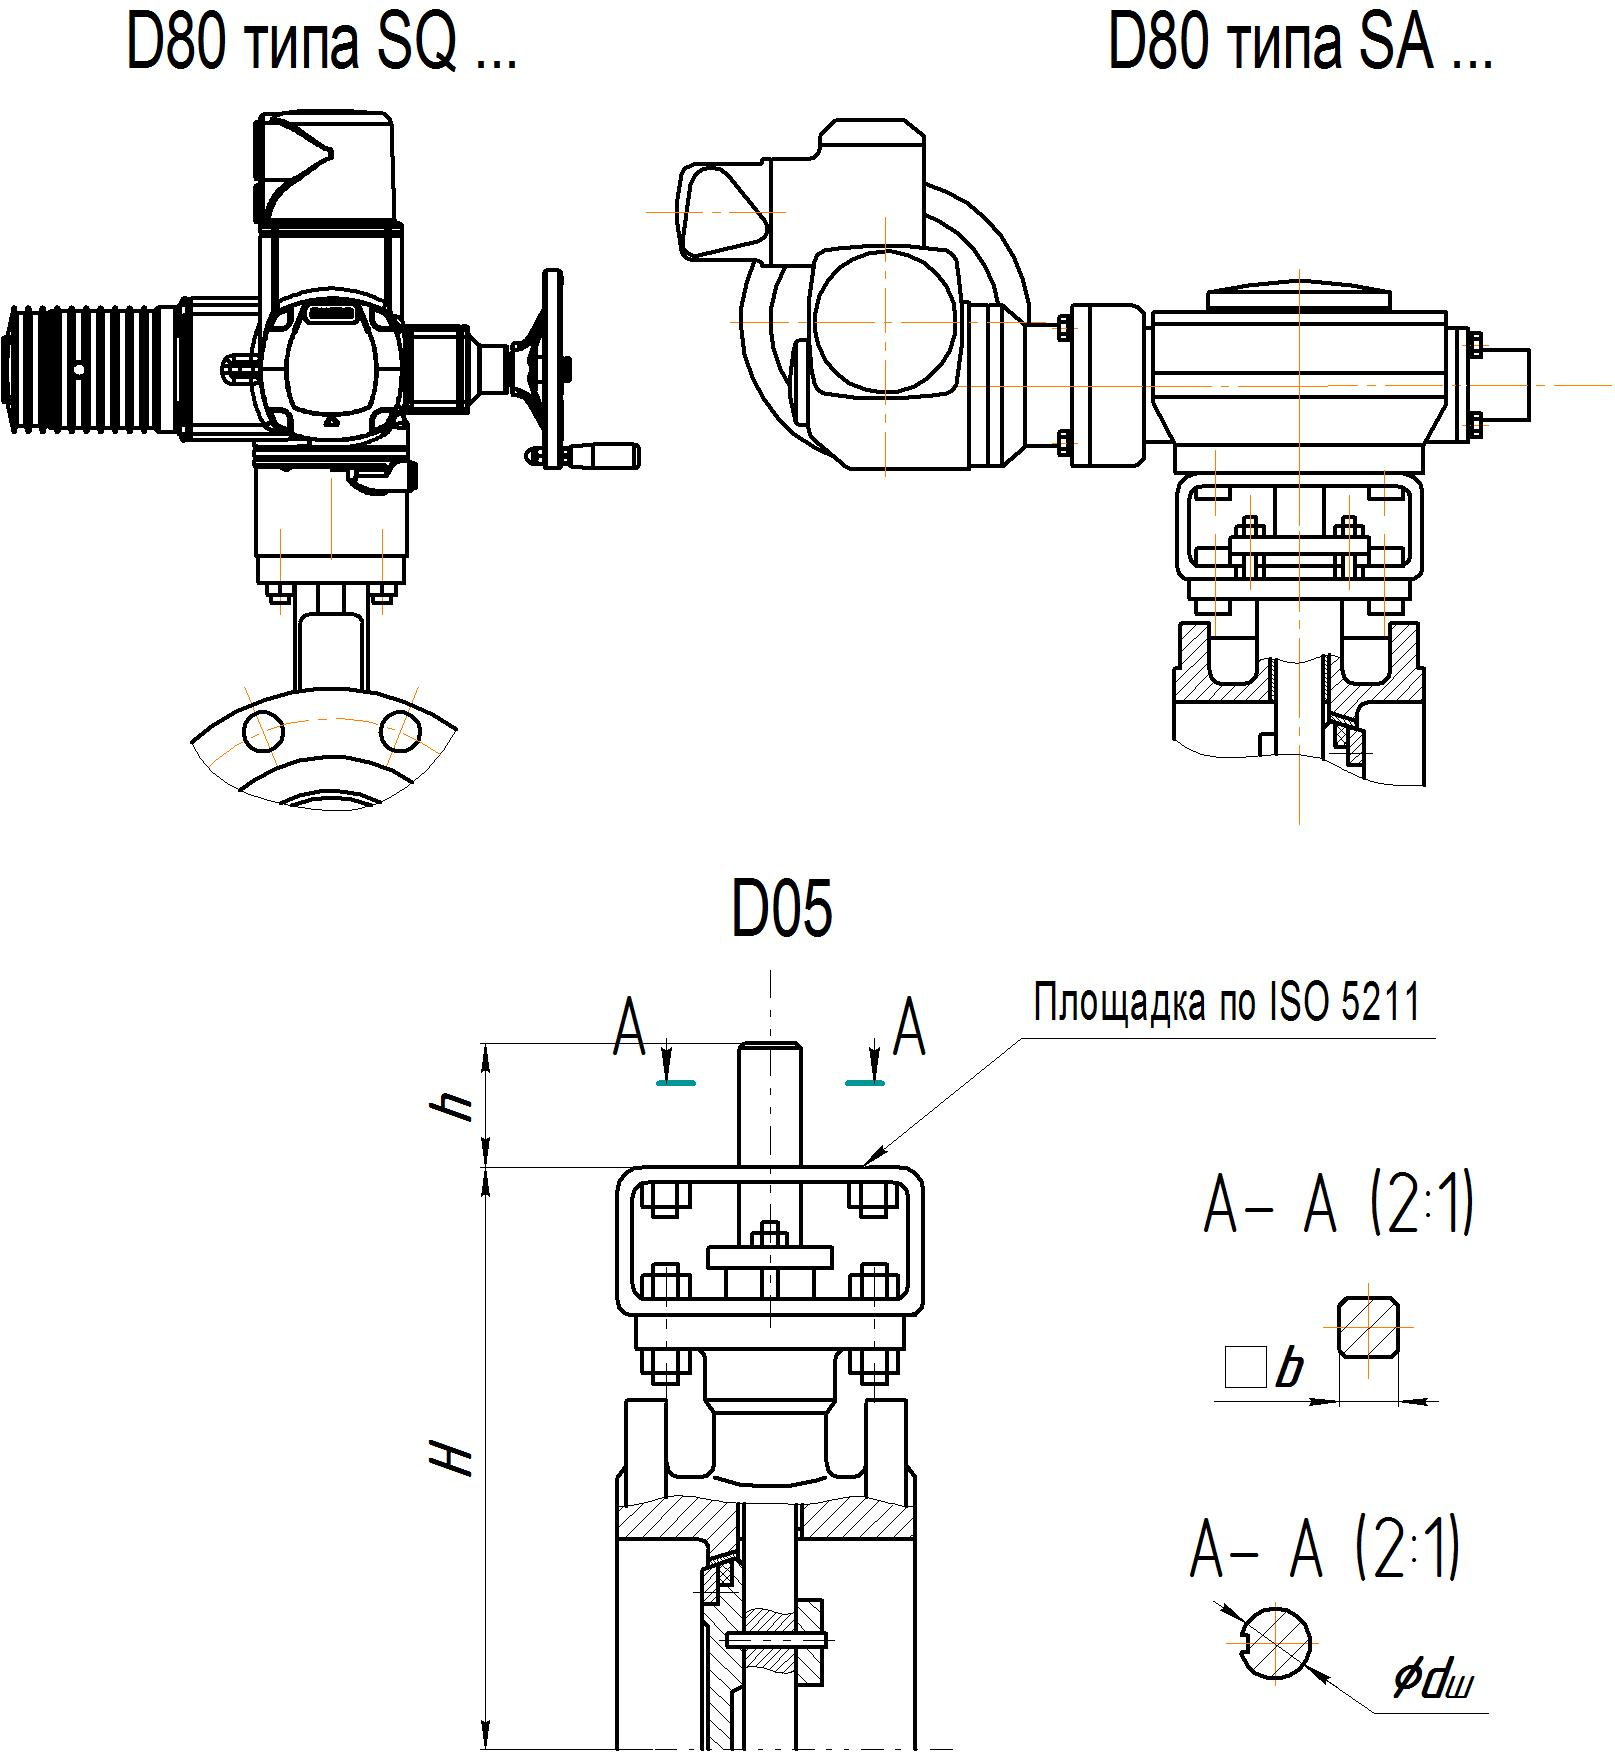 D80 типа SQ ...
D80 типа SA ...
D05
А
А
Площадка по ISO 5211
h
H
А- А (2:1)
□b
А- А (2:1)
ϕdш